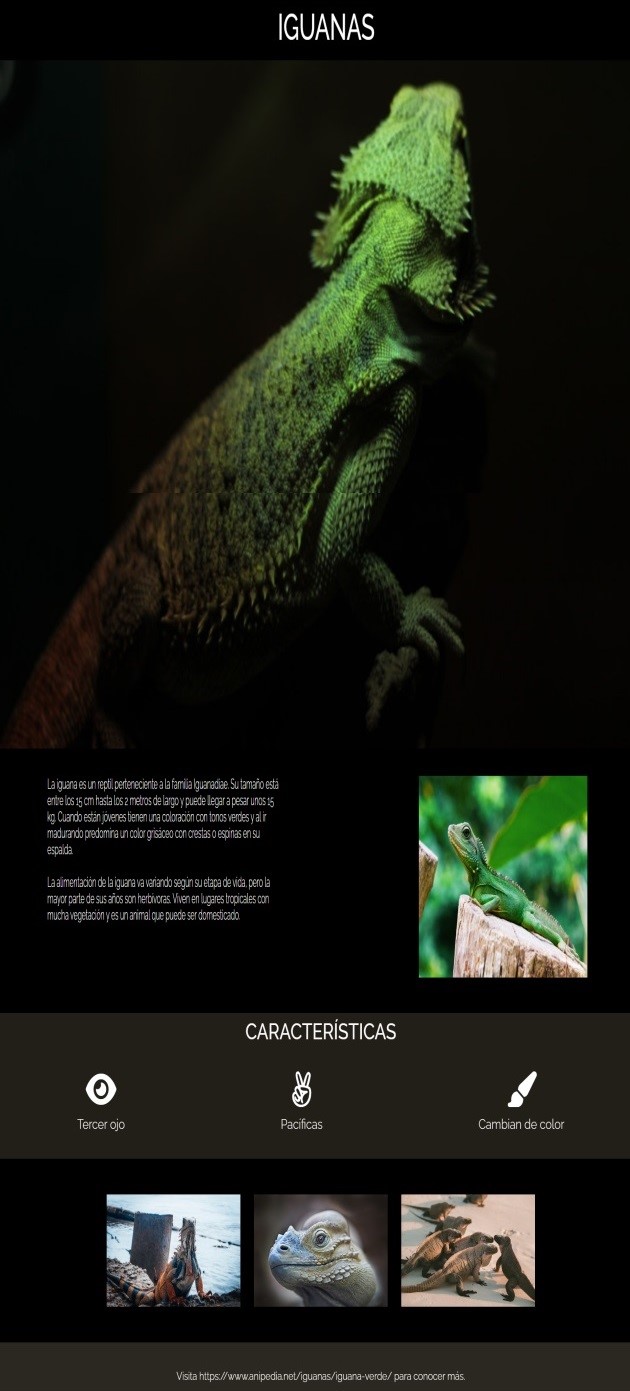 IGUANAS
La iguana es un reptil perteneciente a la familia Iguanadiae. Su tamaño está
entre los 15 cm hasta los 2 metros de largo y puede llegar a pesar unos 15
kg. Cuando están jóvenes tienen una coloración con tonos verdes y al ir
madurando predomina un color grisáceo con crestas o espinas en su
espalda.
La alimentación de la iguana va variando según su etapa de vida, pero la
mayor parte de sus años son herbívoras. Viven en lugares tropicales con
mucha vegetación y es un animal que puede ser domesticado.
CARACTERÍSTICAS
Tercer ojo
Pacificas
Cambian de color
Visita https://www.anipedia.net/iguanas/iguana-verde/ para conocer más.